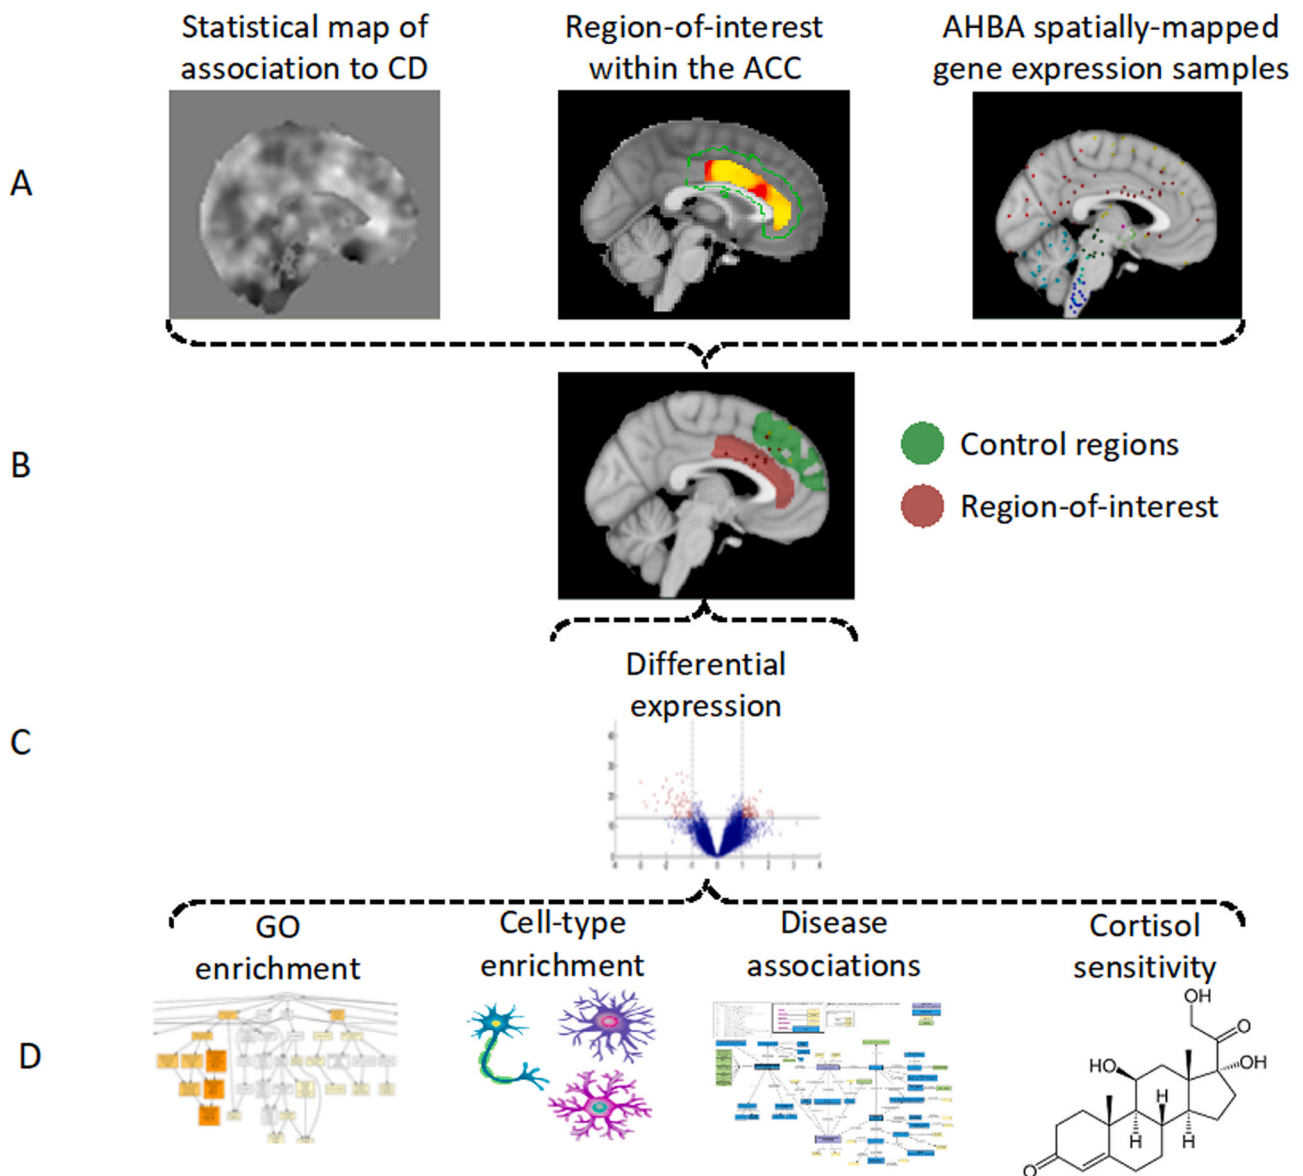 Statistical map of
association to CD
Region-of-interest
within the ACC
AHBA spatially-mapped
gene expression samples
A
B
Control regions
Region-of-interest
Differential
expression
C
GO
enrichment
Cell-type
enrichment
Disease
associations
Cortisol
sensitivity
D
OH
O
HO
OH
H
H
H
O